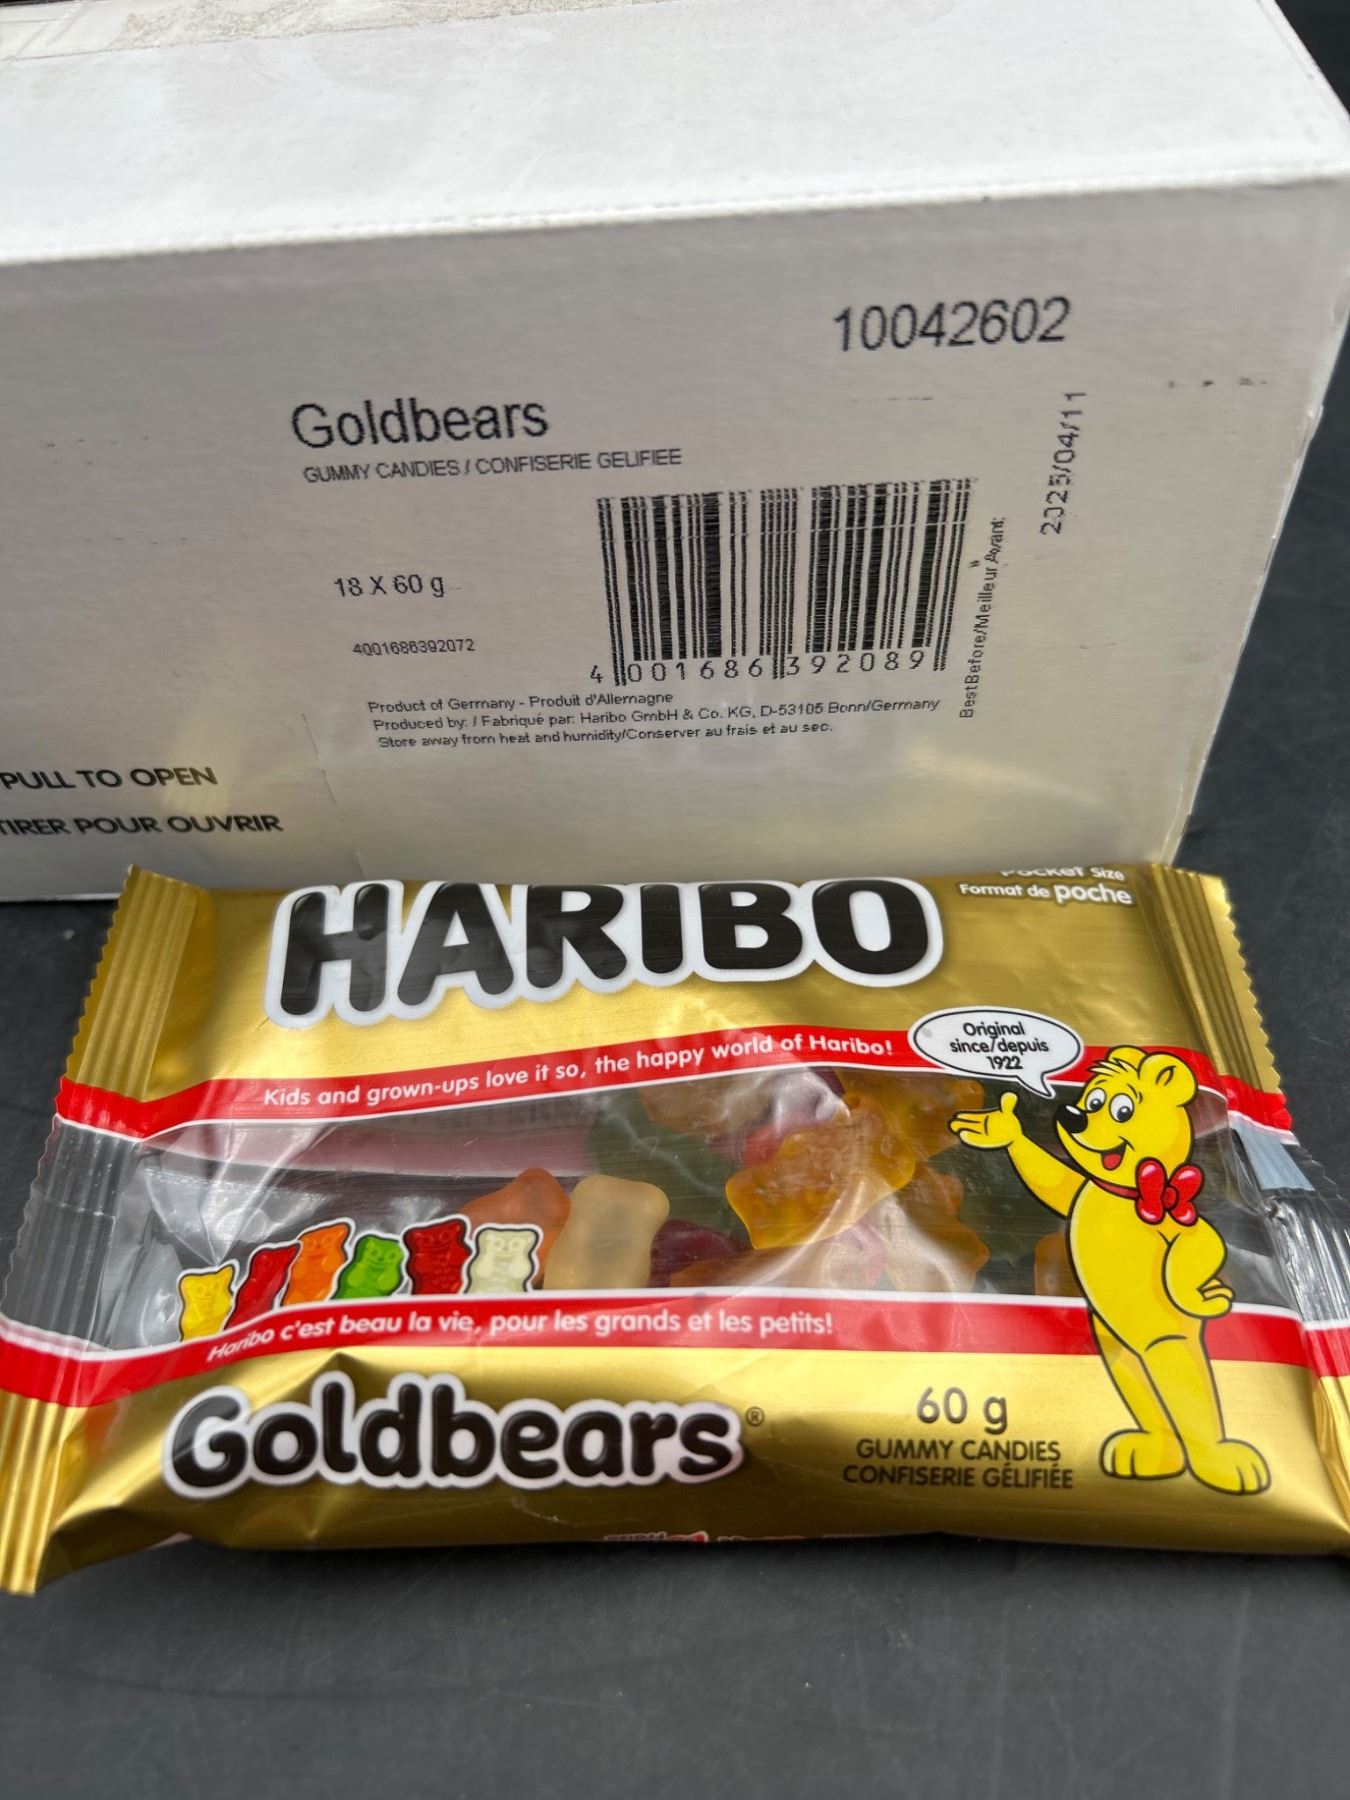 10042602
Goldbears
GUMMY CANDIES / CONFISERIE GELIFIEE
2025/04/11
18 X 60 g
BestBefore/Meilleur Avant:
4001686392072
4 001686 392089
Product of Germany - Produit d'Allemagne
Produced by: / Fabriqué par: Haribo GmbH & Co. KG, D-53105 Bonn/Germany
Store away from heat and humidity/Conserver au frais et au sec.
PULL TO OPEN
TIRER POUR OUVRIR
HARIBO
Pocket Size
Format de poche
Original
since/depuis
1922
Kids and grown-ups love it so, the happy world of Haribo!
Haribo c'est beau la vie, pour les grands et les petits!
Goldbears®
60 g
GUMMY CANDIES
CONFISERIE GÉLIFIÉE